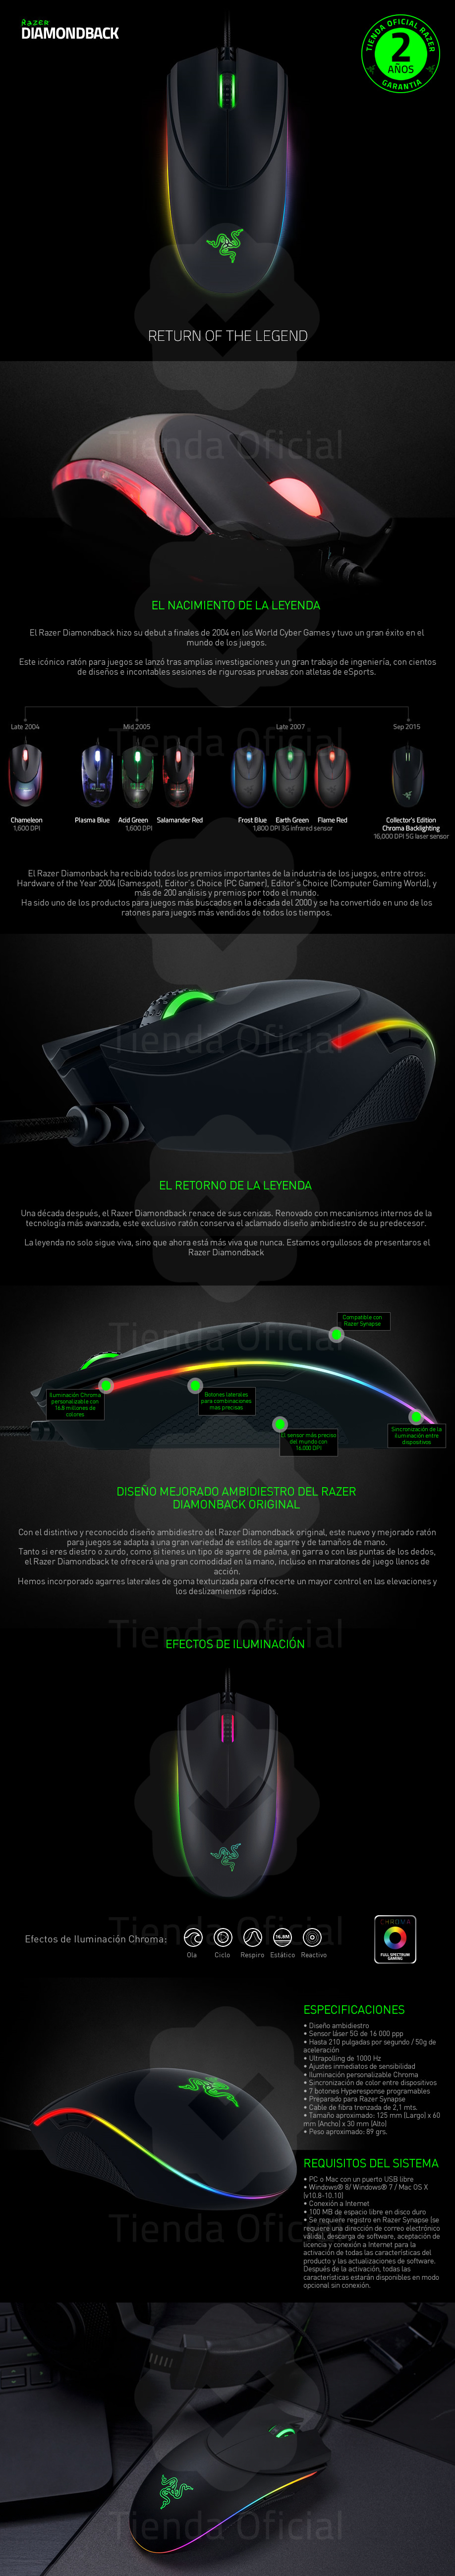 RAZER
DIAMONDBACK
TIENDA OFICIAL RAZER
2
AÑOS
GARANTIA
RETURN OF THE LEGEND
Tienda Oficial
EL NACIMIENTO DE LA LEYENDA
El Razer Diamondback hizo su debut a finales de 2004 en los World Cyber Games y tuvo un gran éxito en el
mundo de los juegos.
Este icónico ratón para juegos se lanzó tras amplias investigaciones y un gran trabajo de ingeniería, con cientos
de diseños e incontables sesiones de rigurosas pruebas con atletas de eSports.
Late 2004
Mid 2005
Late 2007
Sep 2015
Tienda Oficial
Chameleon
1,600 DPI
Plasma Blue
Acid Green
Salamander Red
1,600 DPI
Frost Blue
Earth Green
Flame Red
1,800 DPI 3G infrared sensor
Collector's Edition
Chroma Backlighting
16,000 DPI 5G laser sensor
El Razer Diamonback ha recibido todos los premios importantes de la industria de los juegos, entre otros:
Hardware of the Year 2004 (Gamespot), Editor's Choice (PC Gamer), Editor's Choice (Computer Gaming World), y
más de 200 análisis y premios por todo el mundo.
Ha sido uno de los productos para juegos más buscados en la década del 2000 y se ha convertido en uno de los
ratones para juegos más vendidos de todos los tiempos.
Tienda Oficial
EL RETORNO DE LA LEYENDA
Una década después, el Razer Diamondback renace de sus cenizas. Renovado con mecanismos internos de la
tecnología más avanzada, este exclusivo ratón conserva el aclamado diseño ambidiestro de su predecesor.
La leyenda no solo sigue viva, sino que ahora está más viva que nunca. Estamos orgullosos de presentaros el
Razer Diamondback
Tienda Oficial
Compatible con
Razer Synapse
Iluminación Chroma
personalizable con
16,8 millones de
colores
Botones laterales
para combinaciones
mas precisas
El sensor más preciso
del mundo con
16.000 DPI
Sincronización de la
iluminación entre
dispositivos
DISEÑO MEJORADO AMBIDIESTRO DEL RAZER
DIAMONBACK ORIGINAL
Con el distintivo y reconocido diseño ambidiestro del Razer Diamondback original, este nuevo y mejorado ratón
para juegos se adapta a una gran variedad de estilos de agarre y de tamaños de mano.
Tanto si eres diestro o zurdo, como si tienes un tipo de agarre de palma, en garra o con las puntas de los dedos,
el Razer Diamondback te ofrecerá una gran comodidad en la mano, incluso en maratones de juego llenos de
acción.
Hemos incorporado agarres laterales de goma texturizada para ofrecerte un mayor control en las elevaciones y
los deslizamientos rápidos.
Tienda Oficial
EFECTOS DE ILUMINACIÓN
Tienda Oficial
Efectos de Iluminación Chroma:
16.8M
Ola
Ciclo
Respiro
Estático
Reactivo
CHROMA
FULL SPECTRUM
GAMING
ESPECIFICACIONES
• Diseño ambidiestro
• Sensor láser 5G de 16 000 ppp
• Hasta 210 pulgadas por segundo / 50g de
aceleración
• Ultrapolling de 1000 Hz
• Ajustes inmediatos de sensibilidad
• Iluminación personalizable Chroma
• Sincronización de color entre dispositivos
• 7 botones Hyperesponse programables
• Preparado para Razer Synapse
• Cable de fibra trenzada de 2,1 mts.
• Tamaño aproximado: 125 mm (Largo) x 60
mm (Ancho) x 30 mm (Alto)
• Peso aproximado: 89 grs.
REQUISITOS DEL SISTEMA
• PC o Mac con un puerto USB libre
• Windows® 8/ Windows® 7 / Mac OS X
(v10.8-10.10)
• Conexión a Internet
• 100 MB de espacio libre en disco duro
• Se requiere registro en Razer Synapse (se
requiere una dirección de correo electrónico
válida), descarga de software, aceptación de
licencia y conexión a Internet para la
activación de todas las características del
producto y las actualizaciones de software.
Después de la activación, todas las
características estarán disponibles en modo
opcional sin conexión.
Tienda Oficial
Tienda Oficial